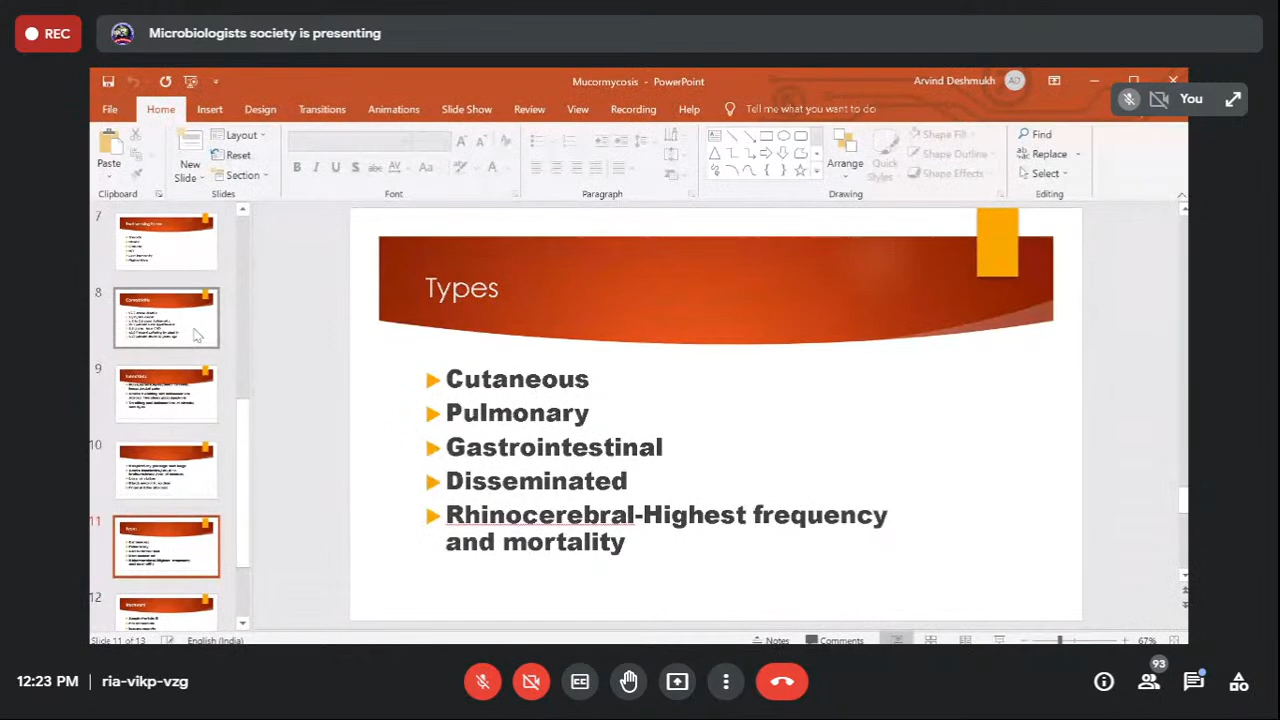 REC
Microbiologists society is presenting
Mucormycosis - PowerPoint
Arvind Deshmukh
AD
You
File Home Insert Design Transitions Animations Slide Show Review View Recording Help Tell me what you want to do
Paste
New
Slide
Layout
Reset
Section
Arrange
Quick
Styles
Shape Fill
Shape Outline
Shape Effects
Find
Replace
Select
Clipboard Slides Font Paragraph Drawing Editing
7
8
9
10
11
12
Types
Cutaneous
Pulmonary
Gastrointestinal
Disseminated
Rhinocerebral-Highest frequency
and mortality
Slide 11 of 13 English (India) Notes Comments 67%
12:23 PM | ria-vikp-vzg
93